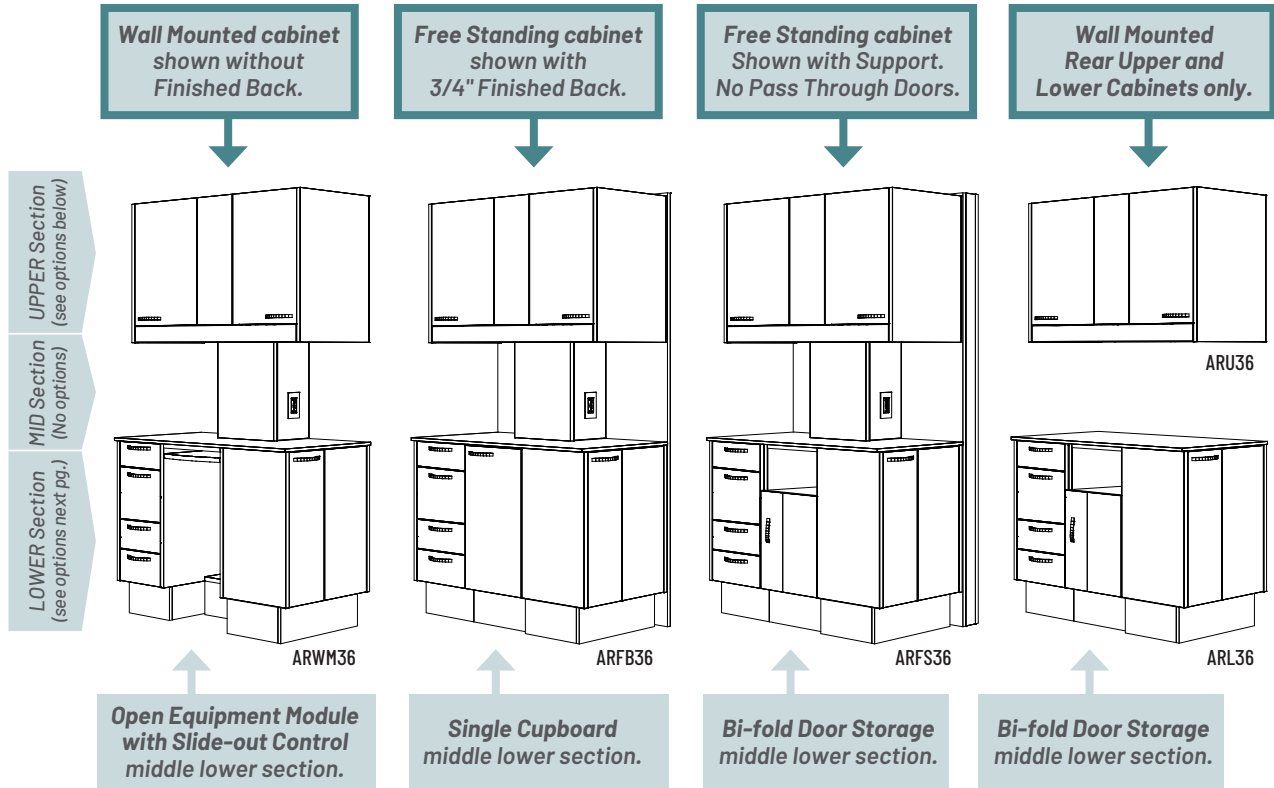 Wall Mounted cabinet
shown without
Finished Back.
Free Standing cabinet
shown with
3/4" Finished Back.
Free Standing cabinet
Shown with Support.
No Pass Through Doors.
Wall Mounted
Rear Upper and
Lower Cabinets only.
UPPER Section
(see options below)
MID Section
(No options)
LOWER Section
(see options next pg.)
ARU36
ARWM36
ARFB36
ARFS36
ARL36
Open Equipment Module
with Slide-out Control
middle lower section.
Single Cupboard
middle lower section.
Bi-fold Door Storage
middle lower section.
Bi-fold Door Storage
middle lower section.